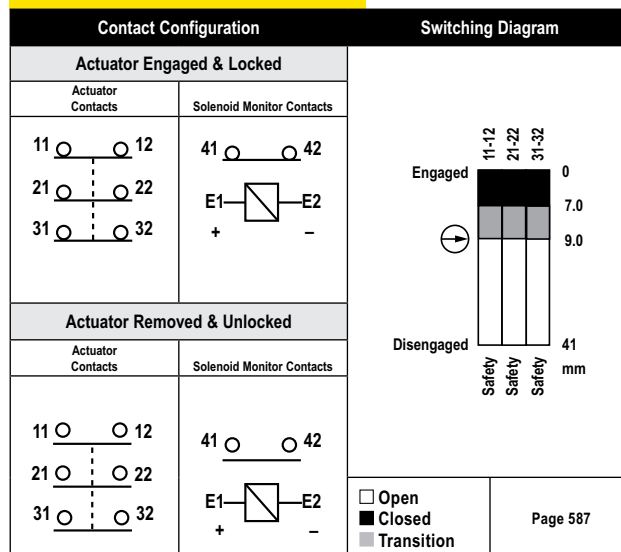 Contact Configuration
Switching Diagram
Actuator Engaged & Locked
Actuator
Contacts
Solenoid Monitor Contacts
11 12
21 22
31 32
41 42
E1 E2
+ –
Actuator Removed & Unlocked
Actuator
Contacts
Solenoid Monitor Contacts
11 12
21 22
31 32
41 42
E1 E2
+ –
11-12
21-22
31-32
Engaged
0
7.0
9.0
Disengaged
41
mm
Safety
Safety
Safety
Open
Closed
Transition
Page 587